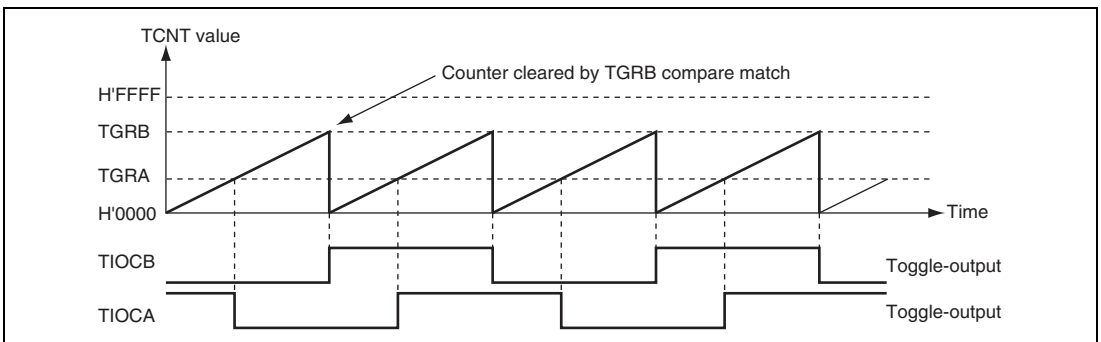 TCNT value
Counter cleared by TGRB compare match
H'FFFF
TGRB
TGRA
H'0000
Time
TIOCB
Toggle-output
TIOCA
Toggle-output